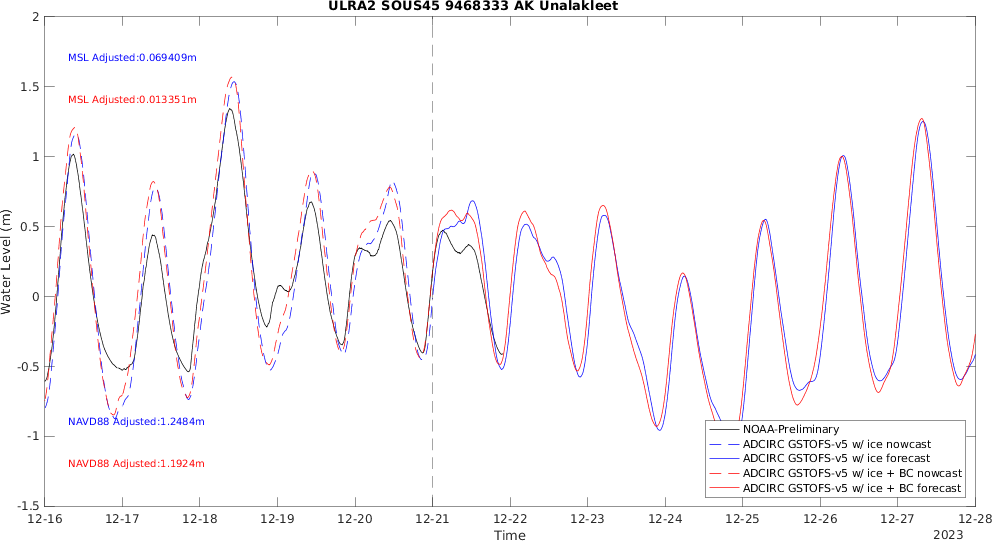 ULRA2 SOUS45 9468333 AK Unalakleet
2
1.5
1
0.5
0
-0.5
-1
-1.5
Water Level (m)
MSL Adjusted:0.069409m
MSL Adjusted:0.013351m
NAVD88 Adjusted:1.2484m
NAVD88 Adjusted:1.1924m
NOAA-Preliminary
ADCIRC GSTOFS-v5 w/ ice nowcast
ADCIRC GSTOFS-v5 w/ ice forecast
ADCIRC GSTOFS-v5 w/ ice + BC nowcast
ADCIRC GSTOFS-v5 w/ ice + BC forecast
12-16 12-17 12-18 12-19 12-20 12-21 12-22 12-23 12-24 12-25 12-26 12-27 12-28
Time
2023